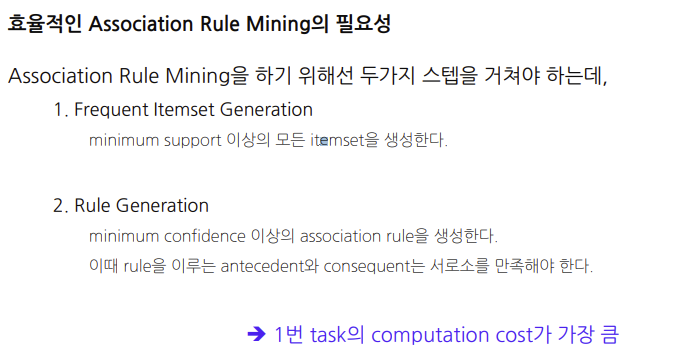 효율적인 Association Rule Mining의 필요성
Association Rule Mining을 하기 위해선 두가지 스텝을 거쳐야 하는데,
1. Frequent Itemset Generation
minimum support 이상의 모든 itemset을 생성한다.
2. Rule Generation
minimum confidence 이상의 association rule을 생성한다.
이때 rule을 이루는 antecedent와 consequent는 서로소를 만족해야 한다.
➔ 1번 task의 computation cost가 가장 큼